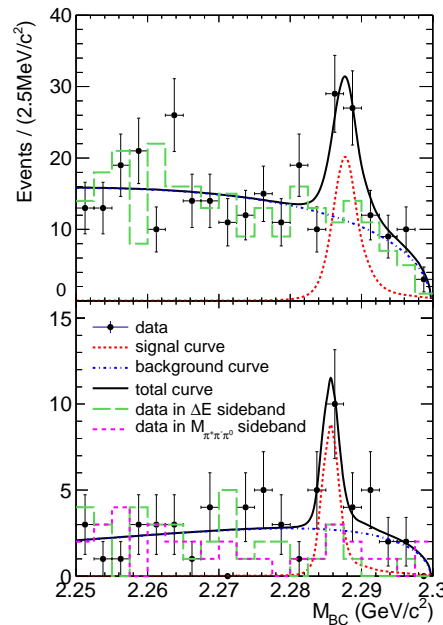 Events / (2.5MeV/c²)
40
30
20
10
0
15
data
signal curve
background curve
10
total curve
data in ΔE sideband
data in M_{π⁺π⁻π⁰} sideband
5
0
2.25 2.26 2.27 2.28 2.29 2.3
M_{BC} (GeV/c²)